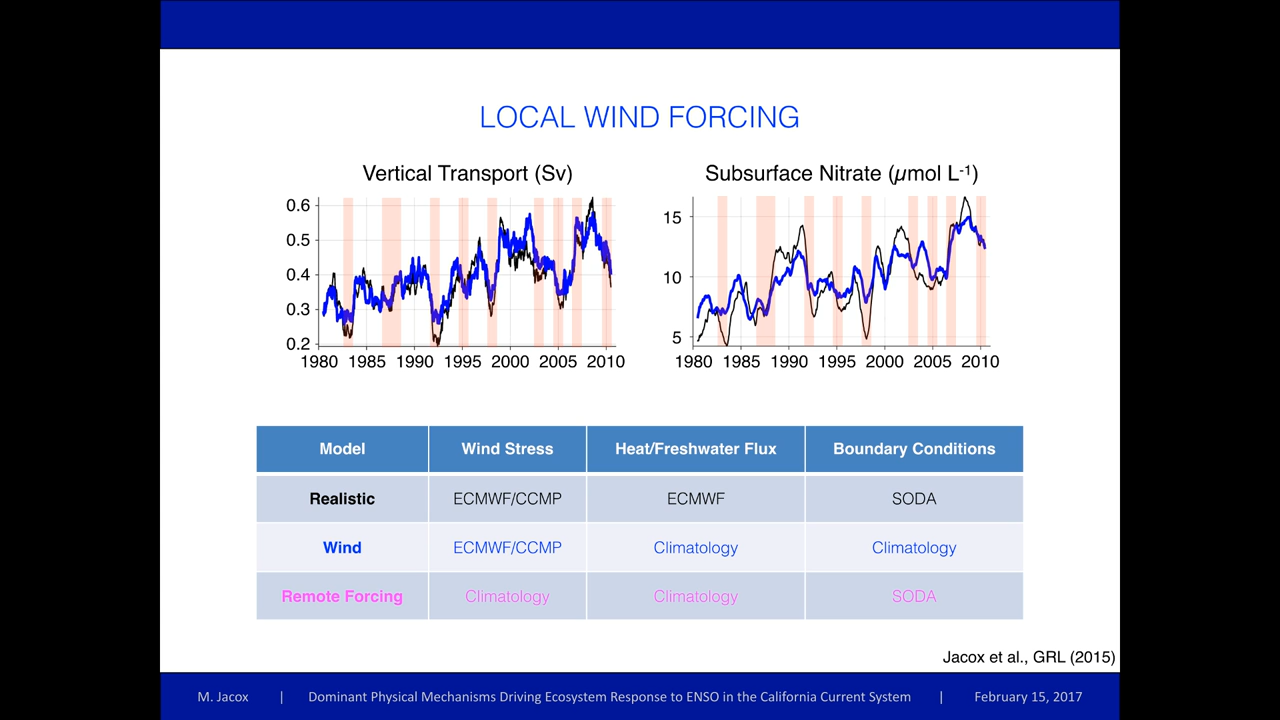 LOCAL WIND FORCING
Vertical Transport (Sv)
0.6
0.5
0.4
0.3
0.2
1980 1985 1990 1995 2000 2005 2010
Subsurface Nitrate (µmol L-1)
15
10
5
1980 1985 1990 1995 2000 2005 2010
Model Wind Stress Heat/Freshwater Flux Boundary Conditions
Realistic ECMWF/CCMP ECMWF SODA
Wind ECMWF/CCMP Climatology Climatology
Remote Forcing Climatology Climatology SODA
Jacox et al., GRL (2015)
M. Jacox | Dominant Physical Mechanisms Driving Ecosystem Response to ENSO in the California Current System | February 15, 2017